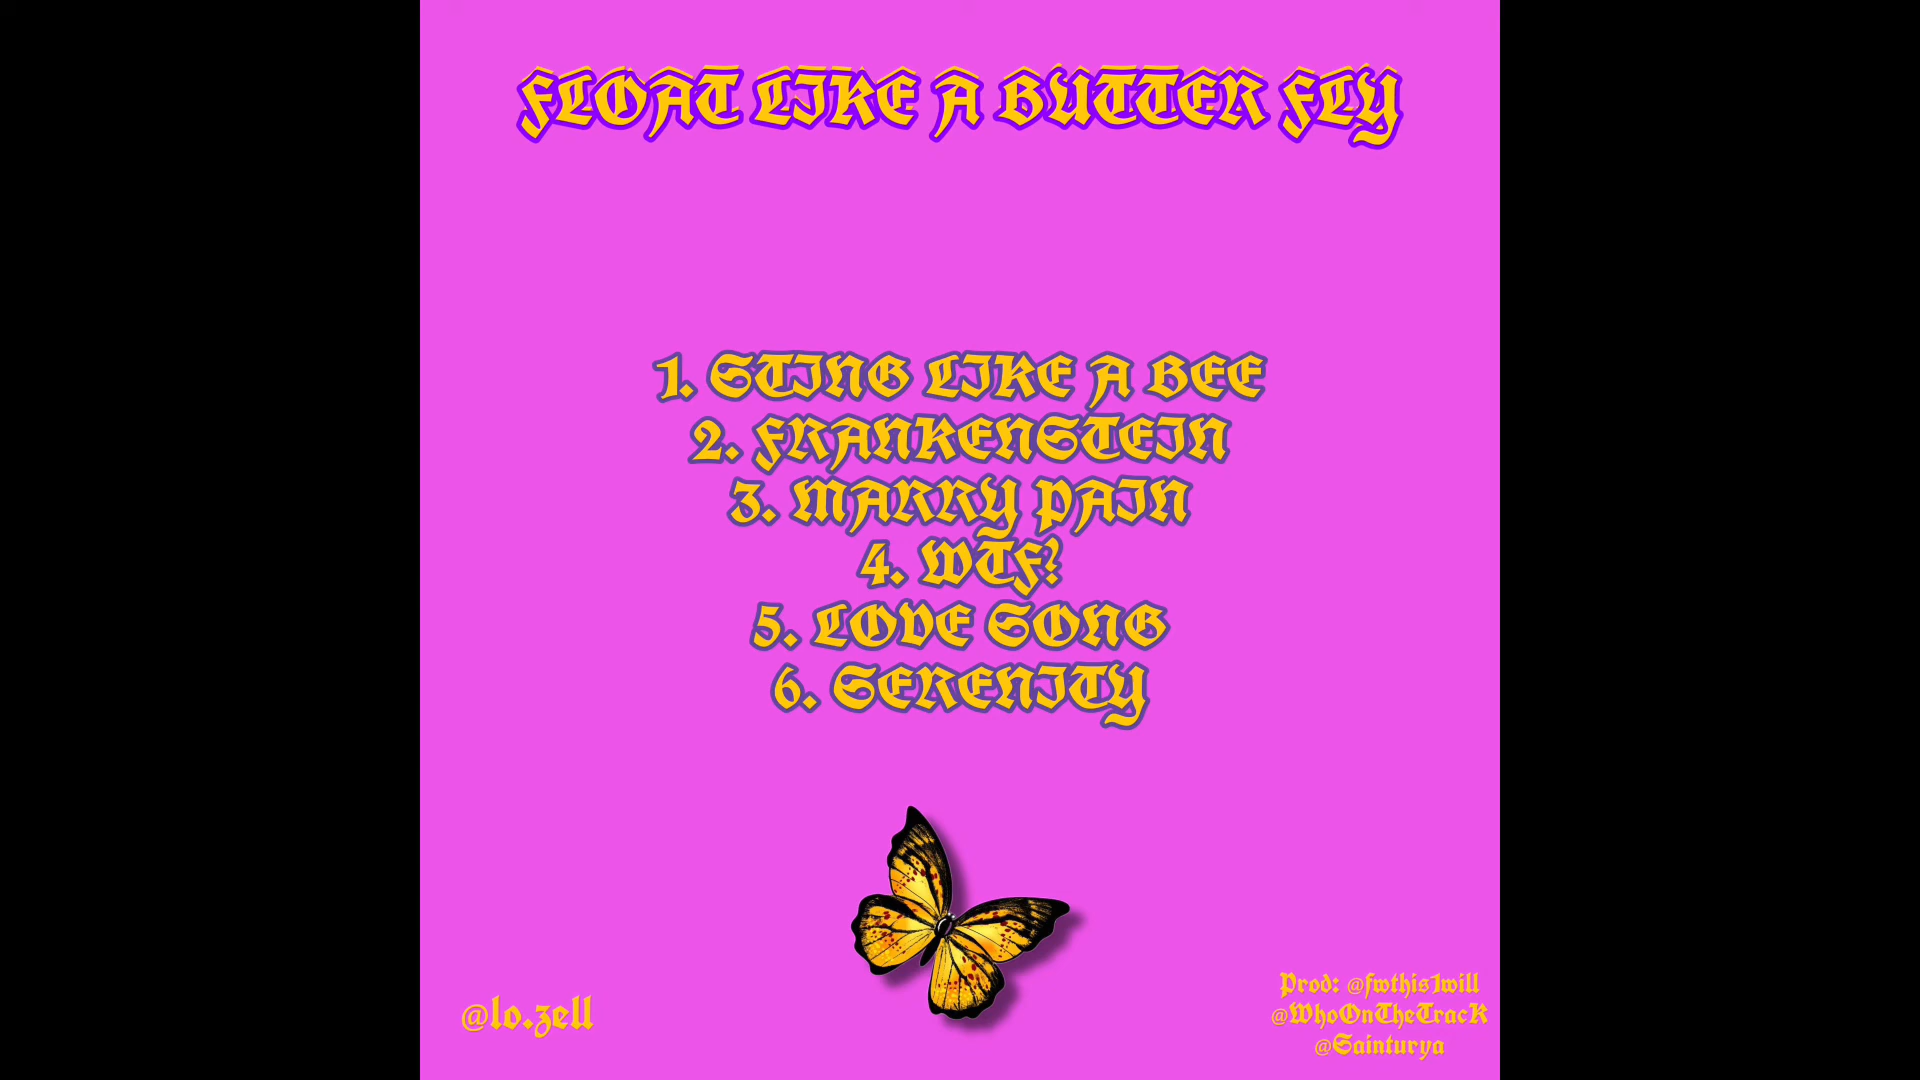 FLOAT LIKE A BUTTER FLY
1. STING LIKE A BEE
2. FRANKENSTEIN
3. MARRY PAIN
4. WTF?
5. LOVE SONG
6. SERENITY
@lo.zell
Prod: @fwthis1will
@WhoOnTheTracK
@Sainturya